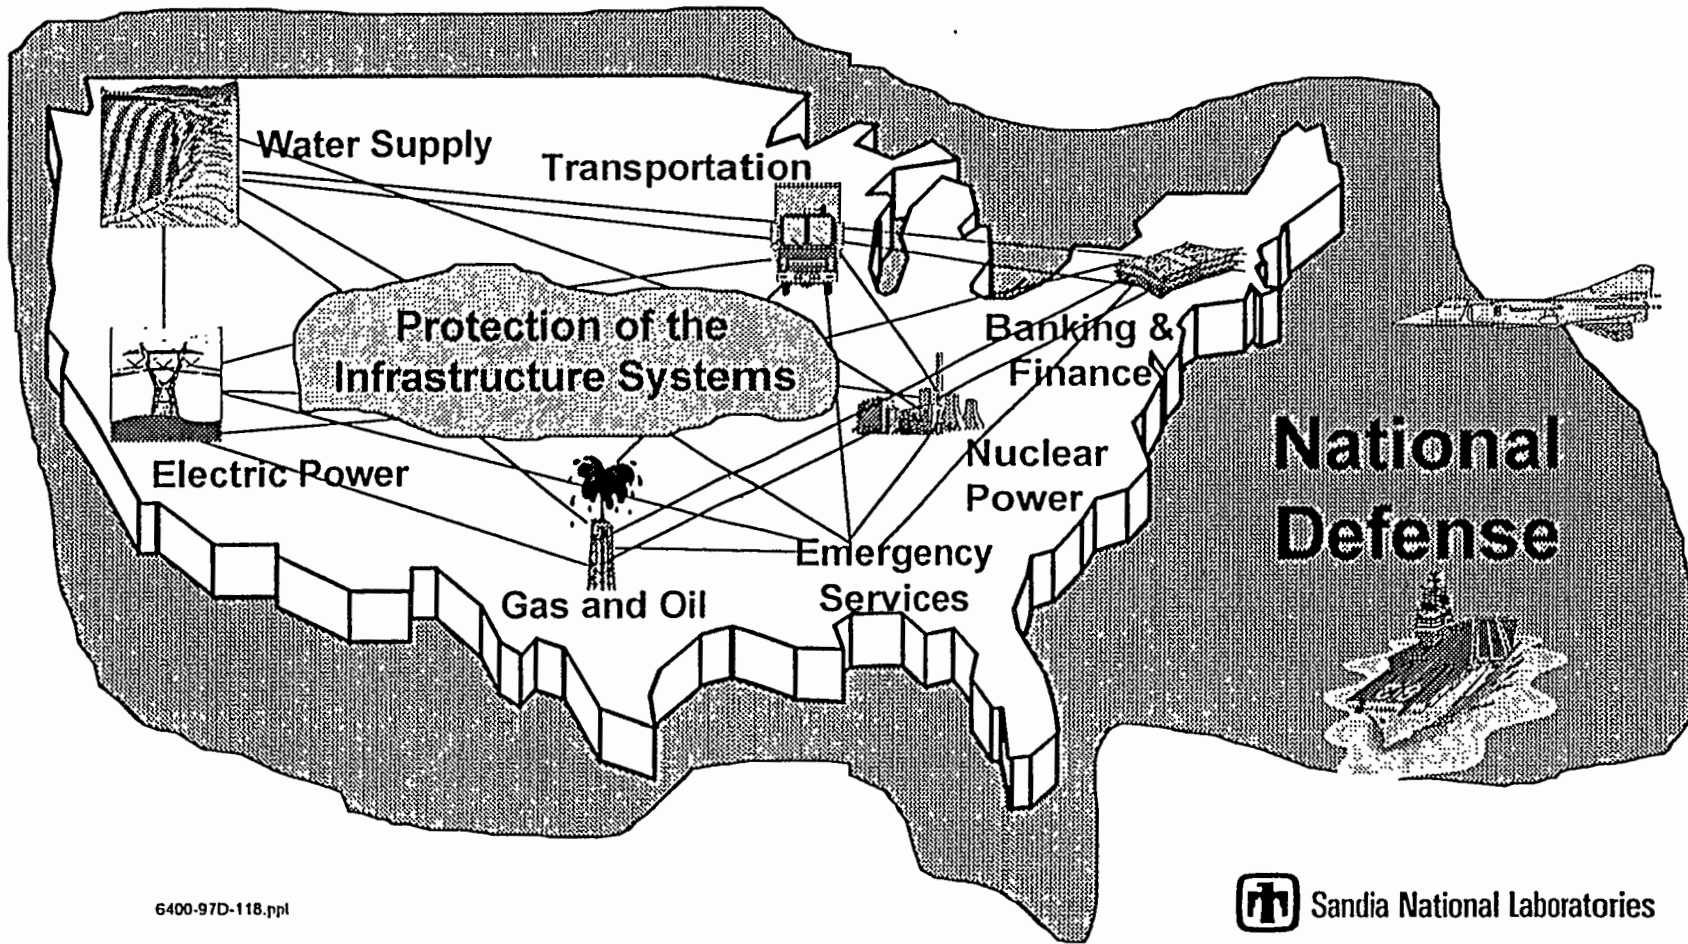 Water Supply
Transportation
Protection of the
Infrastructure Systems
Banking &
Finance
Electric Power
Nuclear
Power
National
Defense
Emergency
Services
Gas and Oil
6400-97D-118.ppt
Sandia National Laboratories